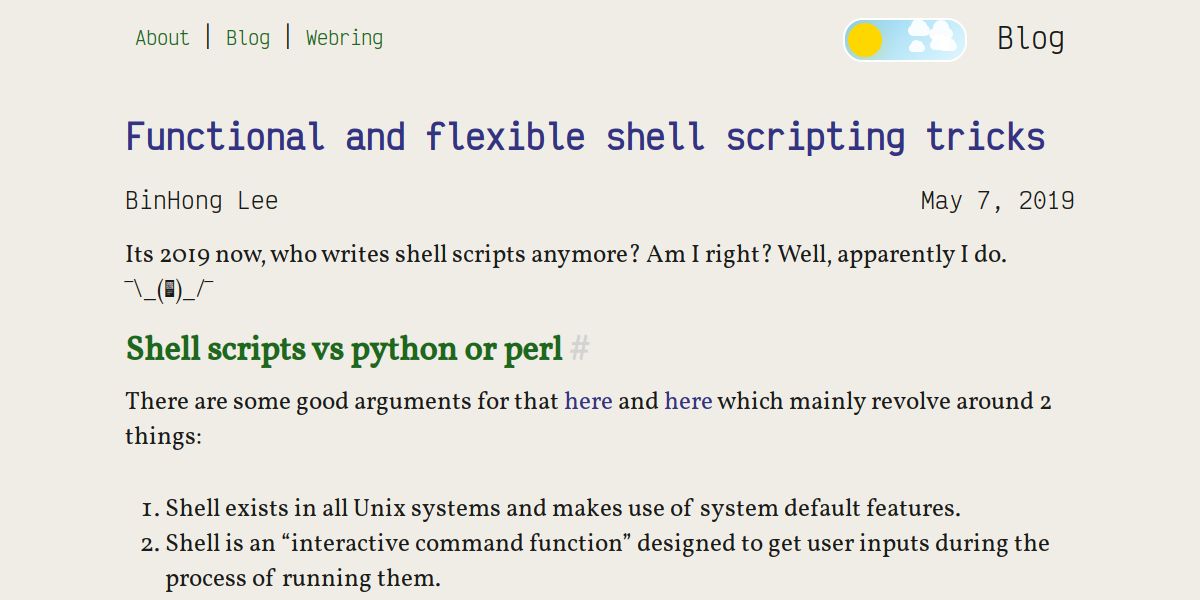 About | Blog | Webring
Blog
Functional and flexible shell scripting tricks
BinHong Lee
May 7, 2019
Its 2019 now, who writes shell scripts anymore? Am I right? Well, apparently I do.
¯\_()_/¯
Shell scripts vs python or perl #
There are some good arguments for that here and here which mainly revolve around 2
things:
1. Shell exists in all Unix systems and makes use of system default features.
2. Shell is an “interactive command function” designed to get user inputs during the
process of running them.